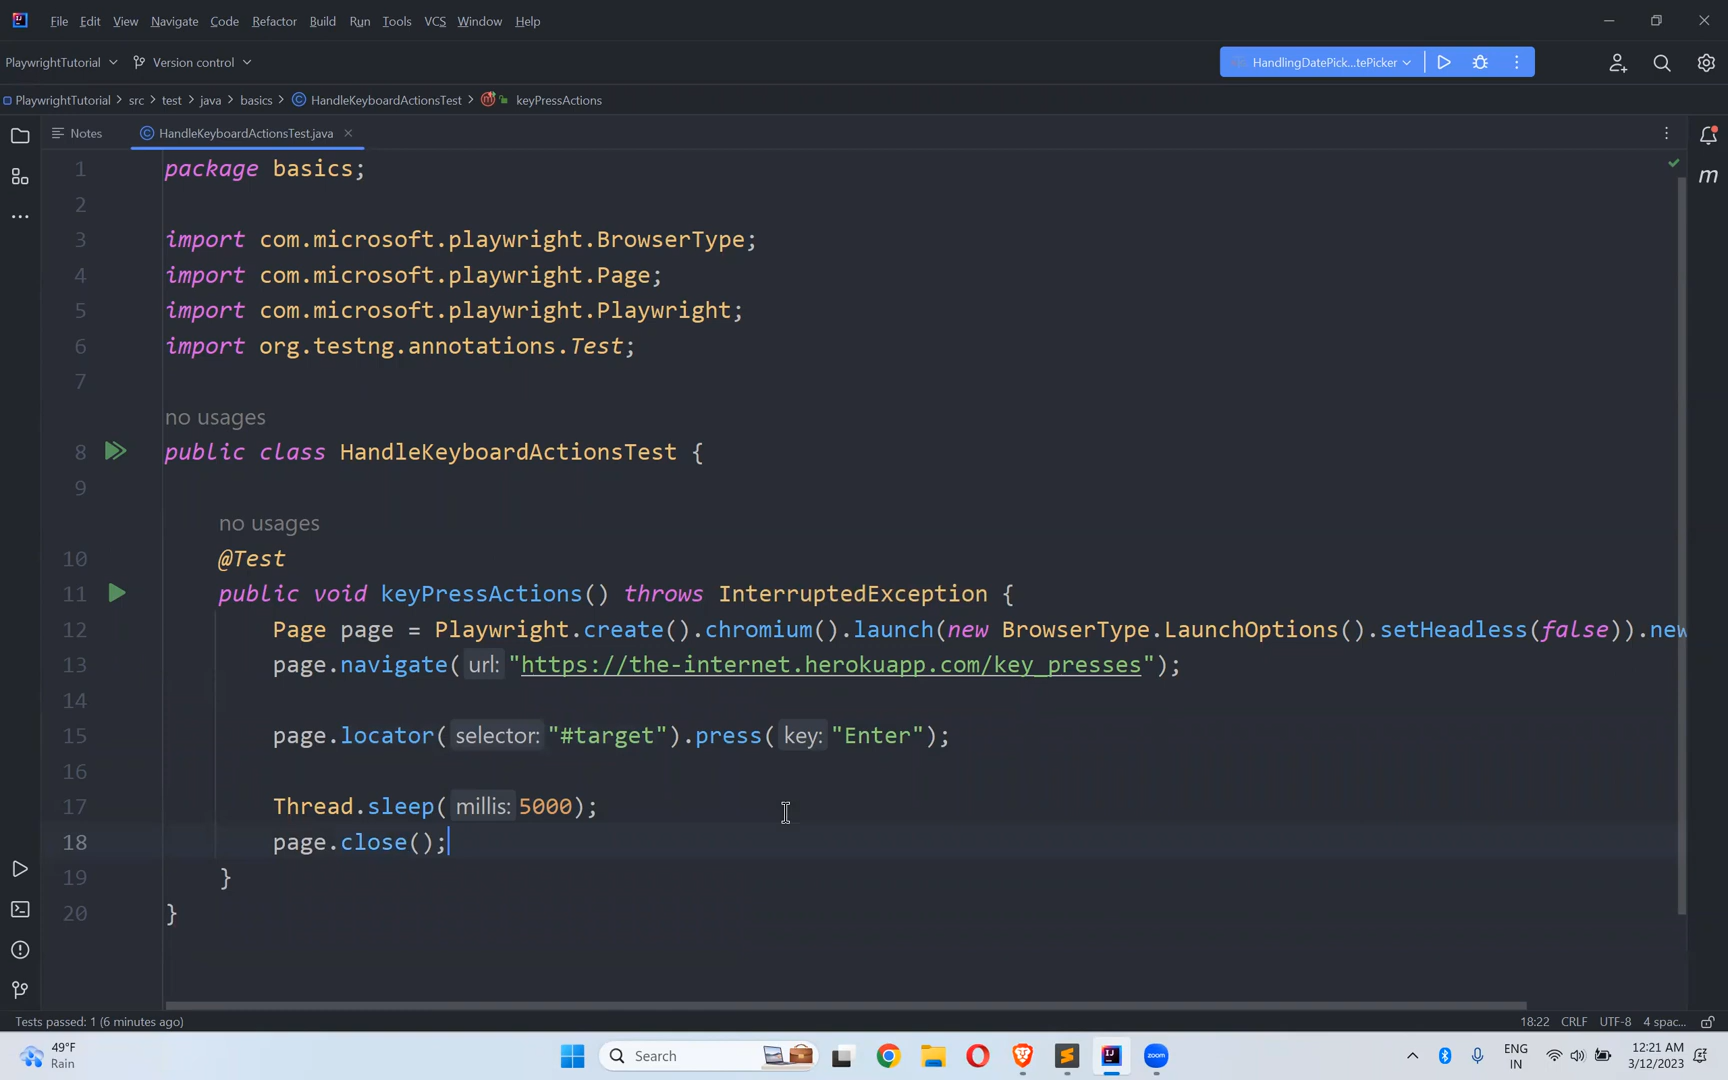 File Edit View Navigate Code Refactor Build Run Tools VCS Window Help
PlaywrightTutorial Version control HandlingDatePick...tePicker
PlaywrightTutorial > src > test > java > basics > HandleKeyboardActionsTest > keyPressActions
Notes HandleKeyboardActionsTest.java
1 package basics;
2
3 import com.microsoft.playwright.BrowserType;
4 import com.microsoft.playwright.Page;
5 import com.microsoft.playwright.Playwright;
6 import org.testng.annotations.Test;
7
no usages
8 public class HandleKeyboardActionsTest {
9
no usages
10 @Test
11 public void keyPressActions() throws InterruptedException {
12 Page page = Playwright.create().chromium().launch(new BrowserType.LaunchOptions().setHeadless(false)).new
13 page.navigate( url: "https://the-internet.herokuapp.com/key_presses");
14
15 page.locator( selector: "#target").press( key: "Enter");
16
17 Thread.sleep( millis: 5000);
18 page.close();
19 }
20 }
Tests passed: 1 (6 minutes ago) 18:22 CRLF UTF-8 4 spac...
49°F
Rain
Search
zoom
ENG
IN
12:21 AM
3/12/2023